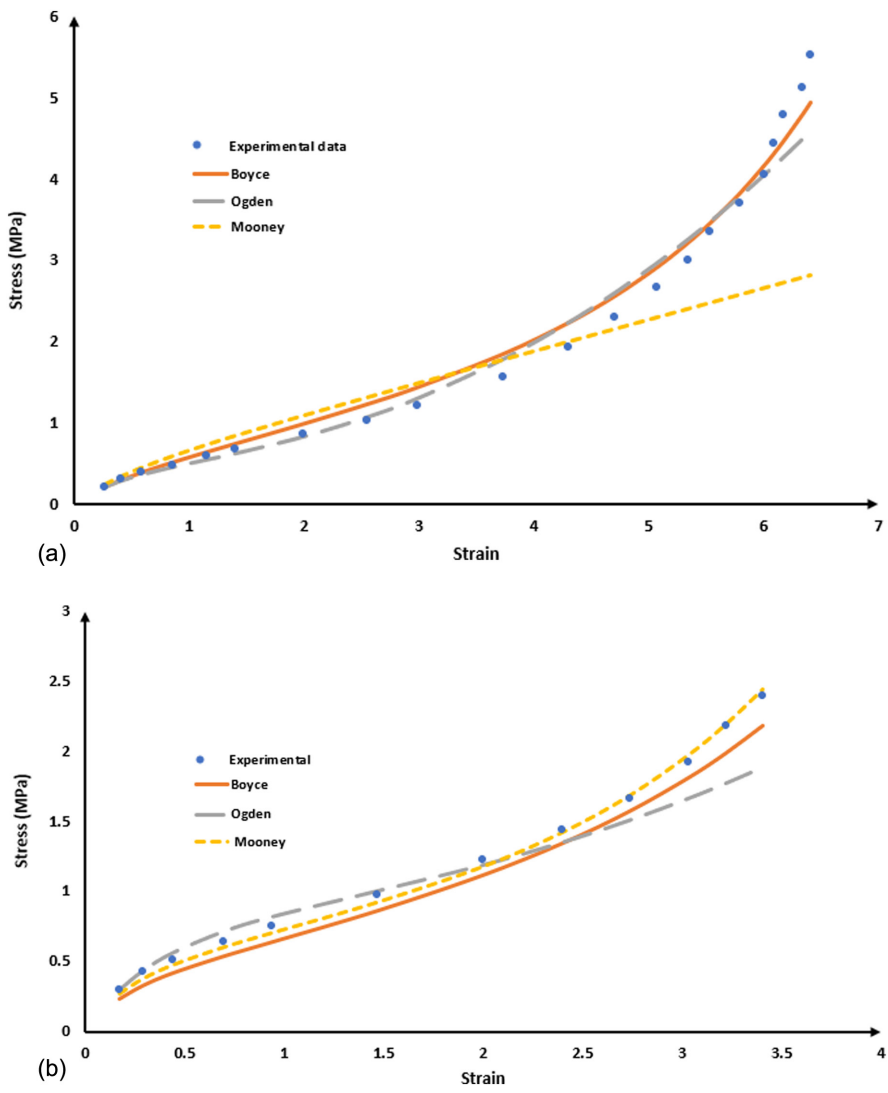 6
5
4
3
2
1
0
Stress (MPa)
Experimental data
Boyce
Ogden
Mooney
0 1 2 3 4 5 6 7
Strain
(a)
3
2.5
2
1.5
1
0.5
0
Stress (MPa)
Experimental
Boyce
Ogden
Mooney
0 0.5 1 1.5 2 2.5 3 3.5 4
Strain
(b)